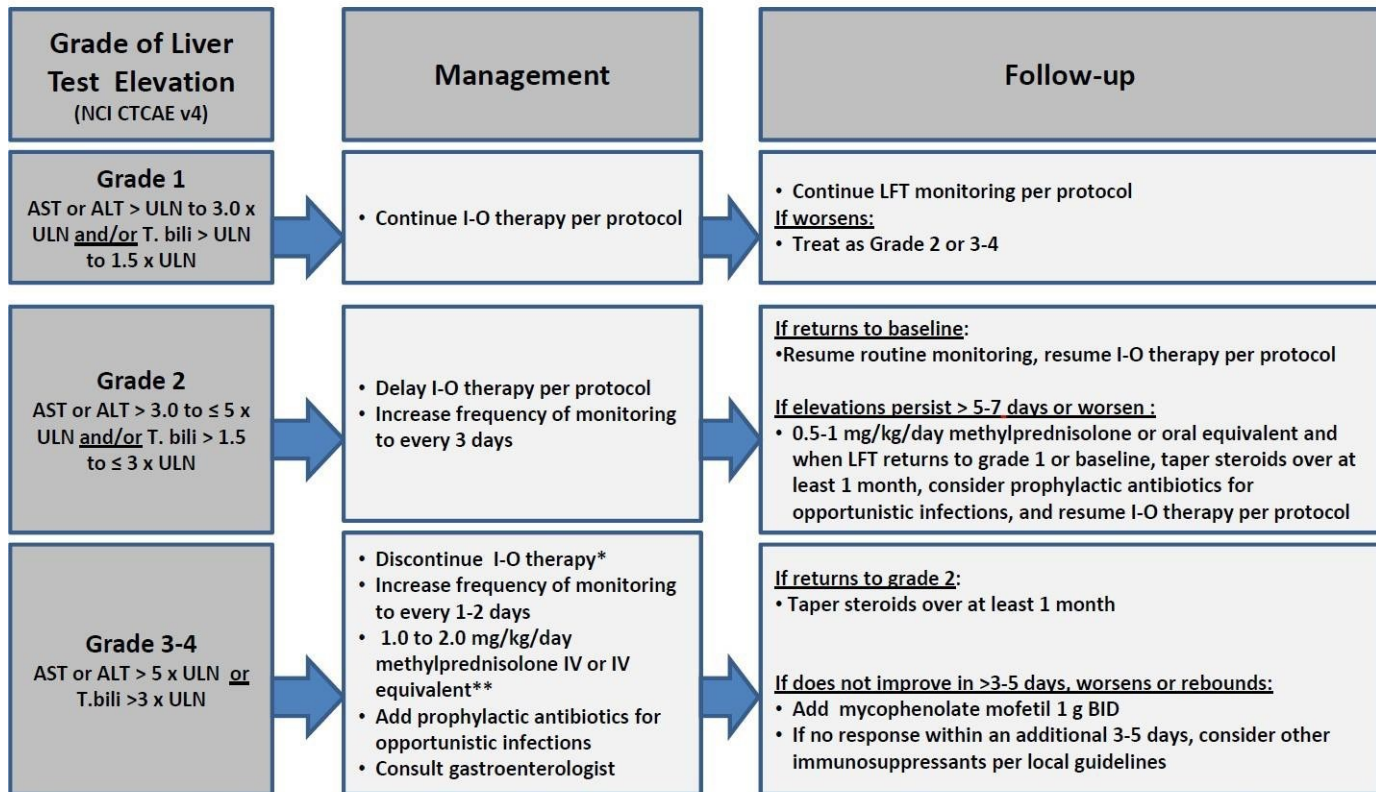 Grade of Liver
Test Elevation
(NCI CTCAE v4)
Management
Follow-up
Grade 1
AST or ALT > ULN to 3.0 x
ULN and/or T. bili > ULN
to 1.5 x ULN
• Continue I-O therapy per protocol
• Continue LFT monitoring per protocol
If worsens:
• Treat as Grade 2 or 3-4
Grade 2
AST or ALT > 3.0 to ≤ 5 x
ULN and/or T. bili > 1.5
to ≤ 3 x ULN
• Delay I-O therapy per protocol
• Increase frequency of monitoring
to every 3 days
If returns to baseline:
•Resume routine monitoring, resume I-O therapy per protocol
If elevations persist > 5-7 days or worsen :
• 0.5-1 mg/kg/day methylprednisolone or oral equivalent and
when LFT returns to grade 1 or baseline, taper steroids over at
least 1 month, consider prophylactic antibiotics for
opportunistic infections, and resume I-O therapy per protocol
Grade 3-4
AST or ALT > 5 x ULN or
T.bili >3 x ULN
• Discontinue I-O therapy*
• Increase frequency of monitoring
to every 1-2 days
• 1.0 to 2.0 mg/kg/day
methylprednisolone IV or IV
equivalent**
• Add prophylactic antibiotics for
opportunistic infections
• Consult gastroenterologist
If returns to grade 2:
• Taper steroids over at least 1 month
If does not improve in >3-5 days, worsens or rebounds:
• Add mycophenolate mofetil 1 g BID
• If no response within an additional 3-5 days, consider other
immunosuppressants per local guidelines